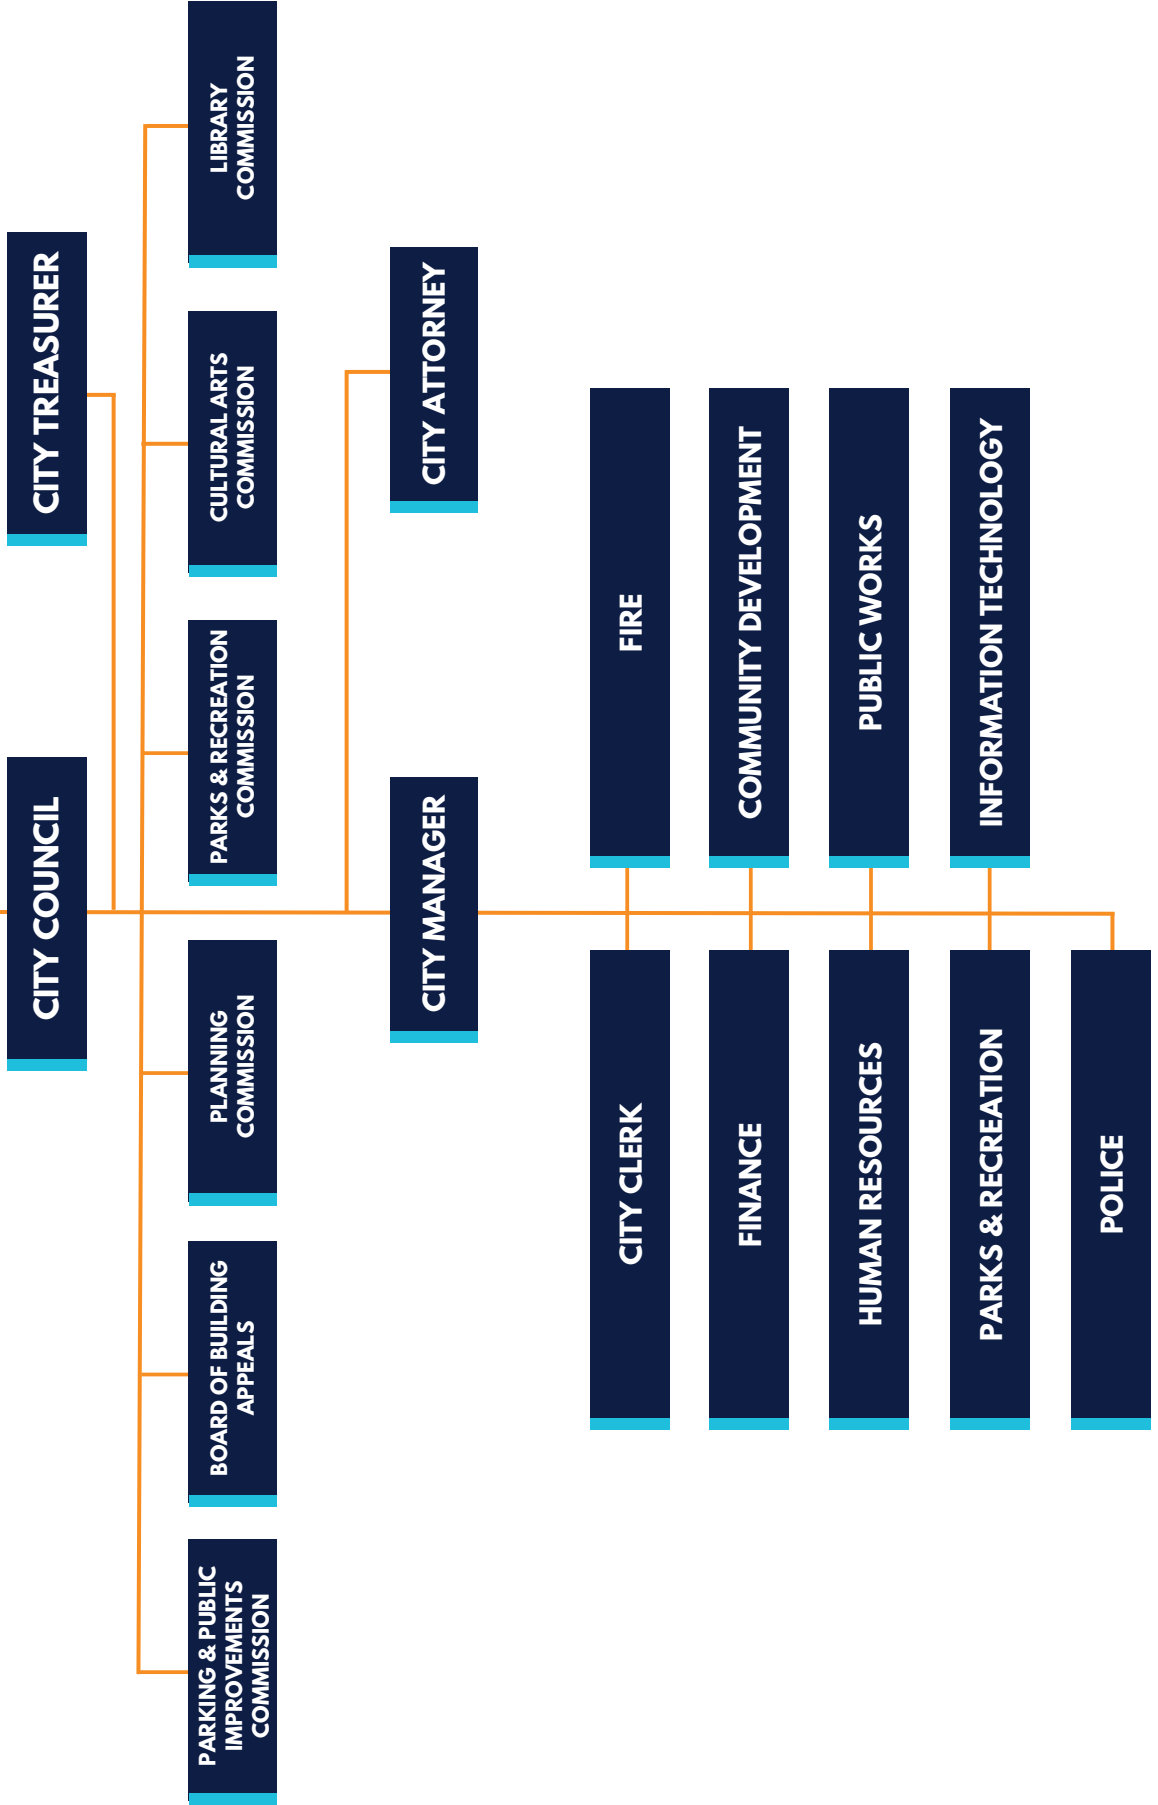 CITY COUNCIL
CITY TREASURER
PARKING & PUBLIC
IMPROVEMENTS
COMMISSION
BOARD OF BUILDING
APPEALS
PLANNING
COMMISSION
PARKS & RECREATION
COMMISSION
CULTURAL ARTS
COMMISSION
LIBRARY
COMMISSION
CITY MANAGER
CITY ATTORNEY
CITY CLERK
FIRE
FINANCE
COMMUNITY DEVELOPMENT
HUMAN RESOURCES
PUBLIC WORKS
PARKS & RECREATION
INFORMATION TECHNOLOGY
POLICE